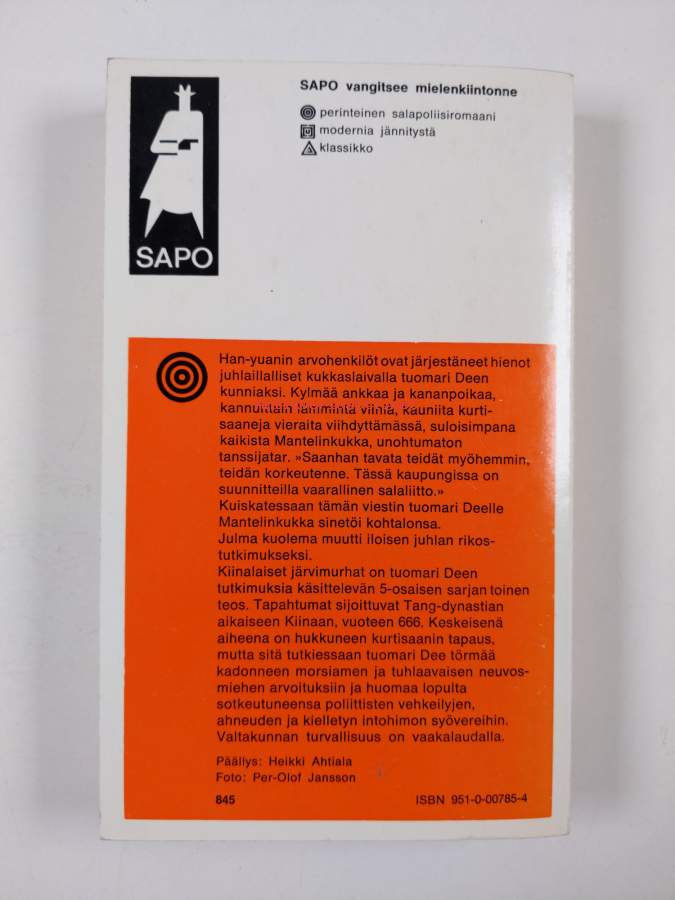 SAPO vangitsee mielenkiintonne
perinteinen salapoliisiromaani
modernia jännitystä
klassikko
SAPO
Han-yuanin arvohenkilöt ovat järjestäneet hienot
juhlaillalliset kukkaslaivalla tuomari Deen
kunniaksi. Kylmää ankkaa ja kananpoikaa,
kannuittain lämmintä viiniä, kauniita kurti-
saaneja vieraita viihdyttämässä, suloisimpana
kaikista Mantelinkukka, unohtumaton
tanssijatar. »Saanhan tavata teidät myöhemmin,
teidän korkeutenne. Tässä kaupungissa on
suunnitteilla vaarallinen salaliitto.»
Kuiskatessaan tämän viestin tuomari Deelle
Mantelinkukka sinetöi kohtalonsa.
Julma kuolema muutti iloisen juhlan rikos-
tutkimukseksi.
Kiinalaiset järvimurhat on tuomari Deen
tutkimuksia käsittelevän 5-osaisen sarjan toinen
teos. Tapahtumat sijoittuvat Tang-dynastian
aikaiseen Kiinaan, vuoteen 666. Keskeisenä
aiheena on hukkuneen kurtisaanin tapaus,
mutta sitä tutkiessaan tuomari Dee törmää
kadonneen morsiamen ja tuhlaavaisen neuvos-
miehen arvoituksiin ja huomaa lopulta
sotkeutuneensa poliittisten vehkeilyjen,
ahneuden ja kielletyn intohimon syövereihin.
Valtakunnan turvallisuus on vaakalaudalla.
Päällys: Heikki Ahtiala
Foto: Per-Olof Jansson
845
ISBN 951-0-00785-4